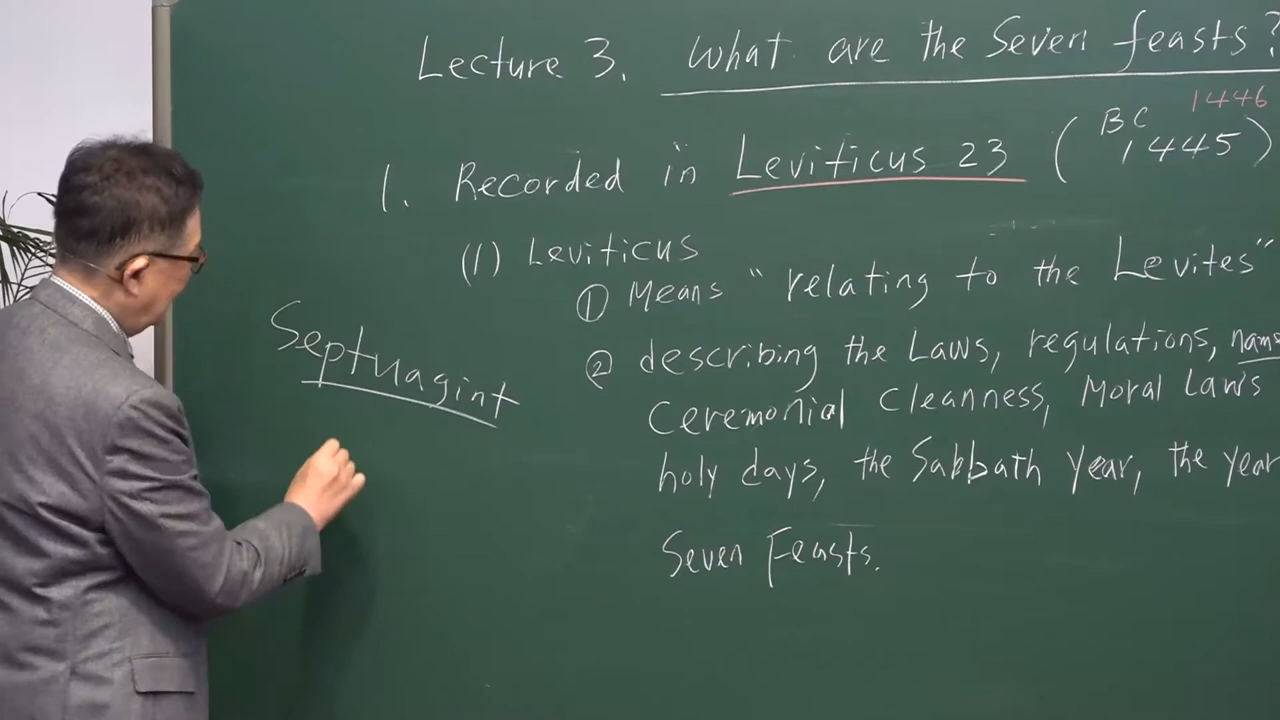 Lecture 3. What are the Seven feasts?
1446
1. Recorded in Leviticus 23 (BC 1445)
(1) Leviticus
① Means "relating to the Levites"
Septuagint
② describing the Laws, regulations,
Ceremonial Cleanness, Moral Laws
holy days, the Sabbath Year, the year
Seven Feasts.